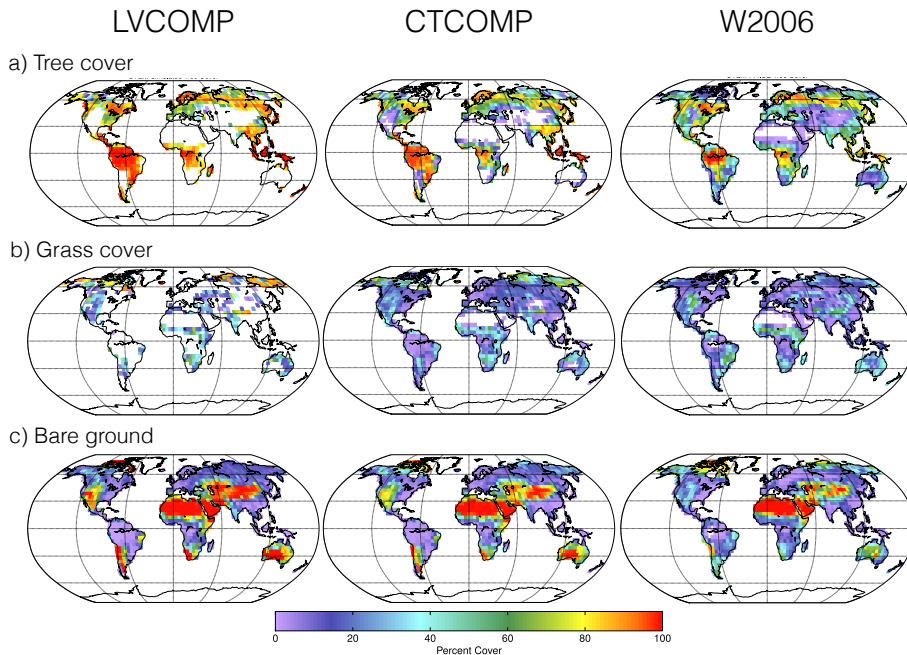 LVCOMP CTCOMP W2006
a) Tree cover
b) Grass cover
c) Bare ground
0 20 40 60 80 100
Percent Cover